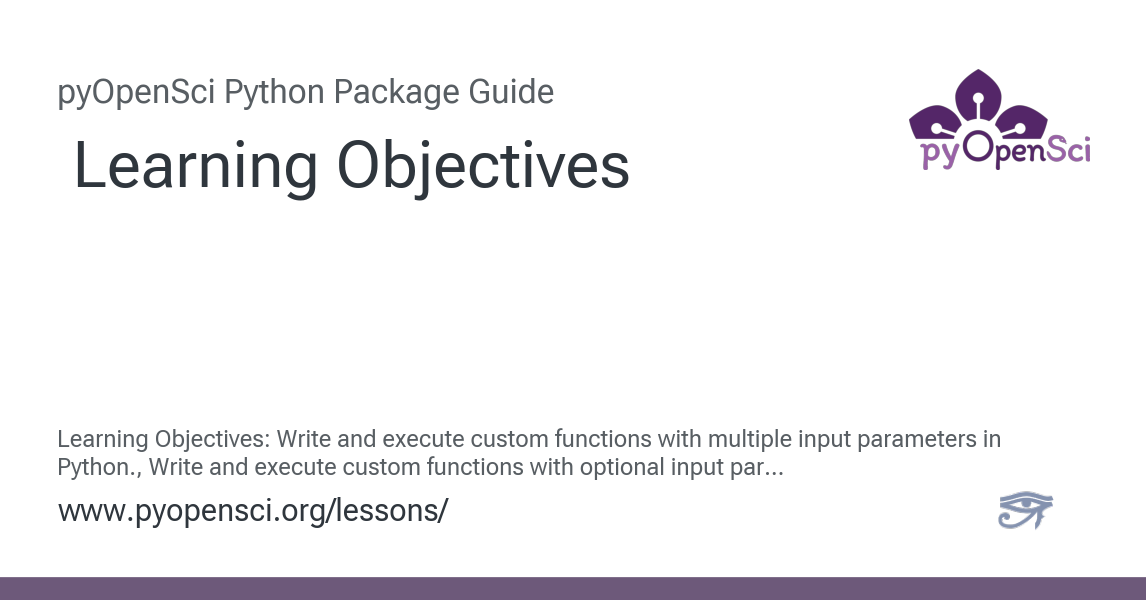 pyOpenSci Python Package Guide
Learning Objectives
pyOpenSci
Learning Objectives: Write and execute custom functions with multiple input parameters in
Python., Write and execute custom functions with optional input par...
www.pyopensci.org/lessons/